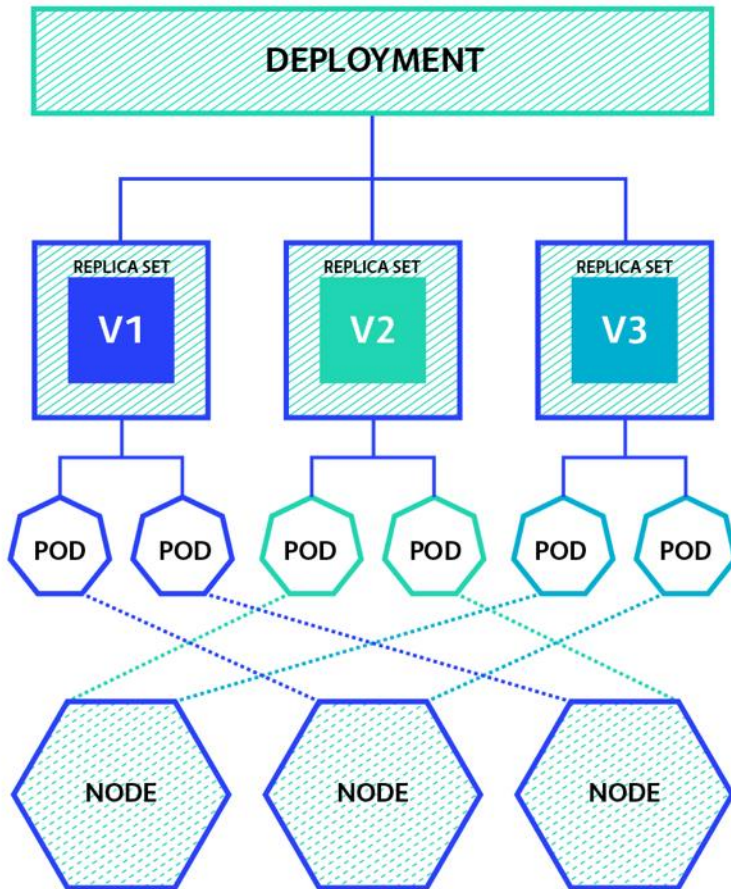 DEPLOYMENT
REPLICA SET
V1
REPLICA SET
V2
REPLICA SET
V3
POD
POD
POD
POD
POD
POD
NODE
NODE
NODE